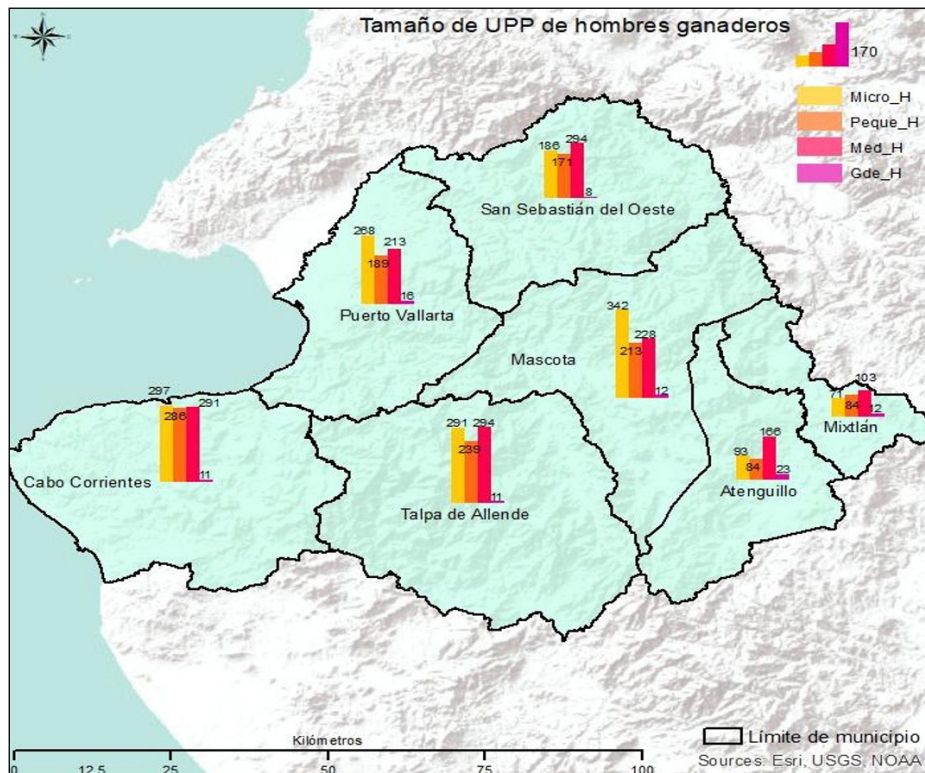 Tamaño de UPP de hombres ganaderos
170
Micro_H
Peque_H
Med_H
Gde_H
186
171
294
8
San Sebastián del Oeste
268
189
213
16
Puerto Vallarta
342
213
228
12
Mascota
71
84
103
12
Mixtlán
297
286
291
11
Cabo Corrientes
291
239
294
11
Talpa de Allende
93
84
166
23
Atenguillo
Kilómetros
0
12.5
25
50
75
100
Límite de municipio
Sources: Esri, USGS, NOAA